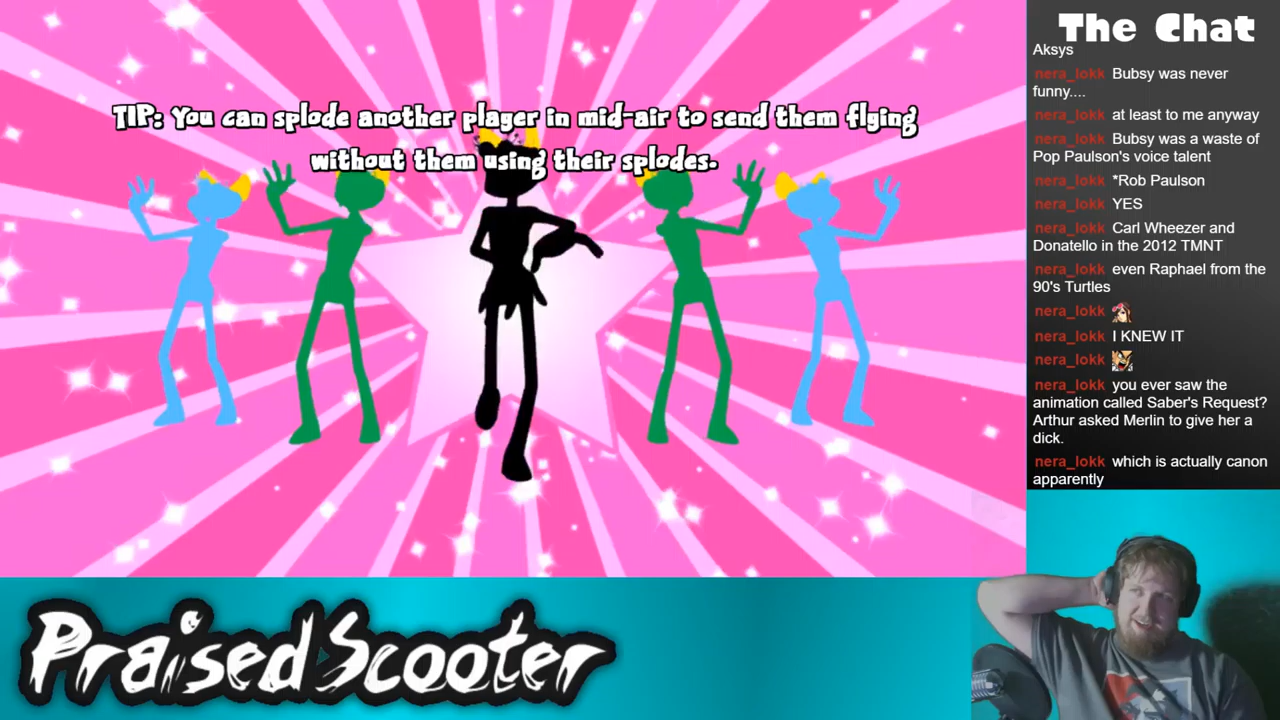 TIP: You can splode another player in mid-air to send them flying
without them using their splodes.
The Chat
Aksys
nera_lokk Bubsy was never
funny....
nera_lokk at least to me anyway
nera_lokk Bubsy was a waste of
Pop Paulson's voice talent
nera_lokk *Rob Paulson
nera_lokk YES
nera_lokk Carl Wheezer and
Donatello in the 2012 TMNT
nera_lokk even Raphael from the
90's Turtles
nera_lokk
nera_lokk I KNEW IT
nera_lokk
nera_lokk you ever saw the
animation called Saber's Request?
Arthur asked Merlin to give her a
dick.
nera_lokk which is actually canon
apparently
PraisedScooter